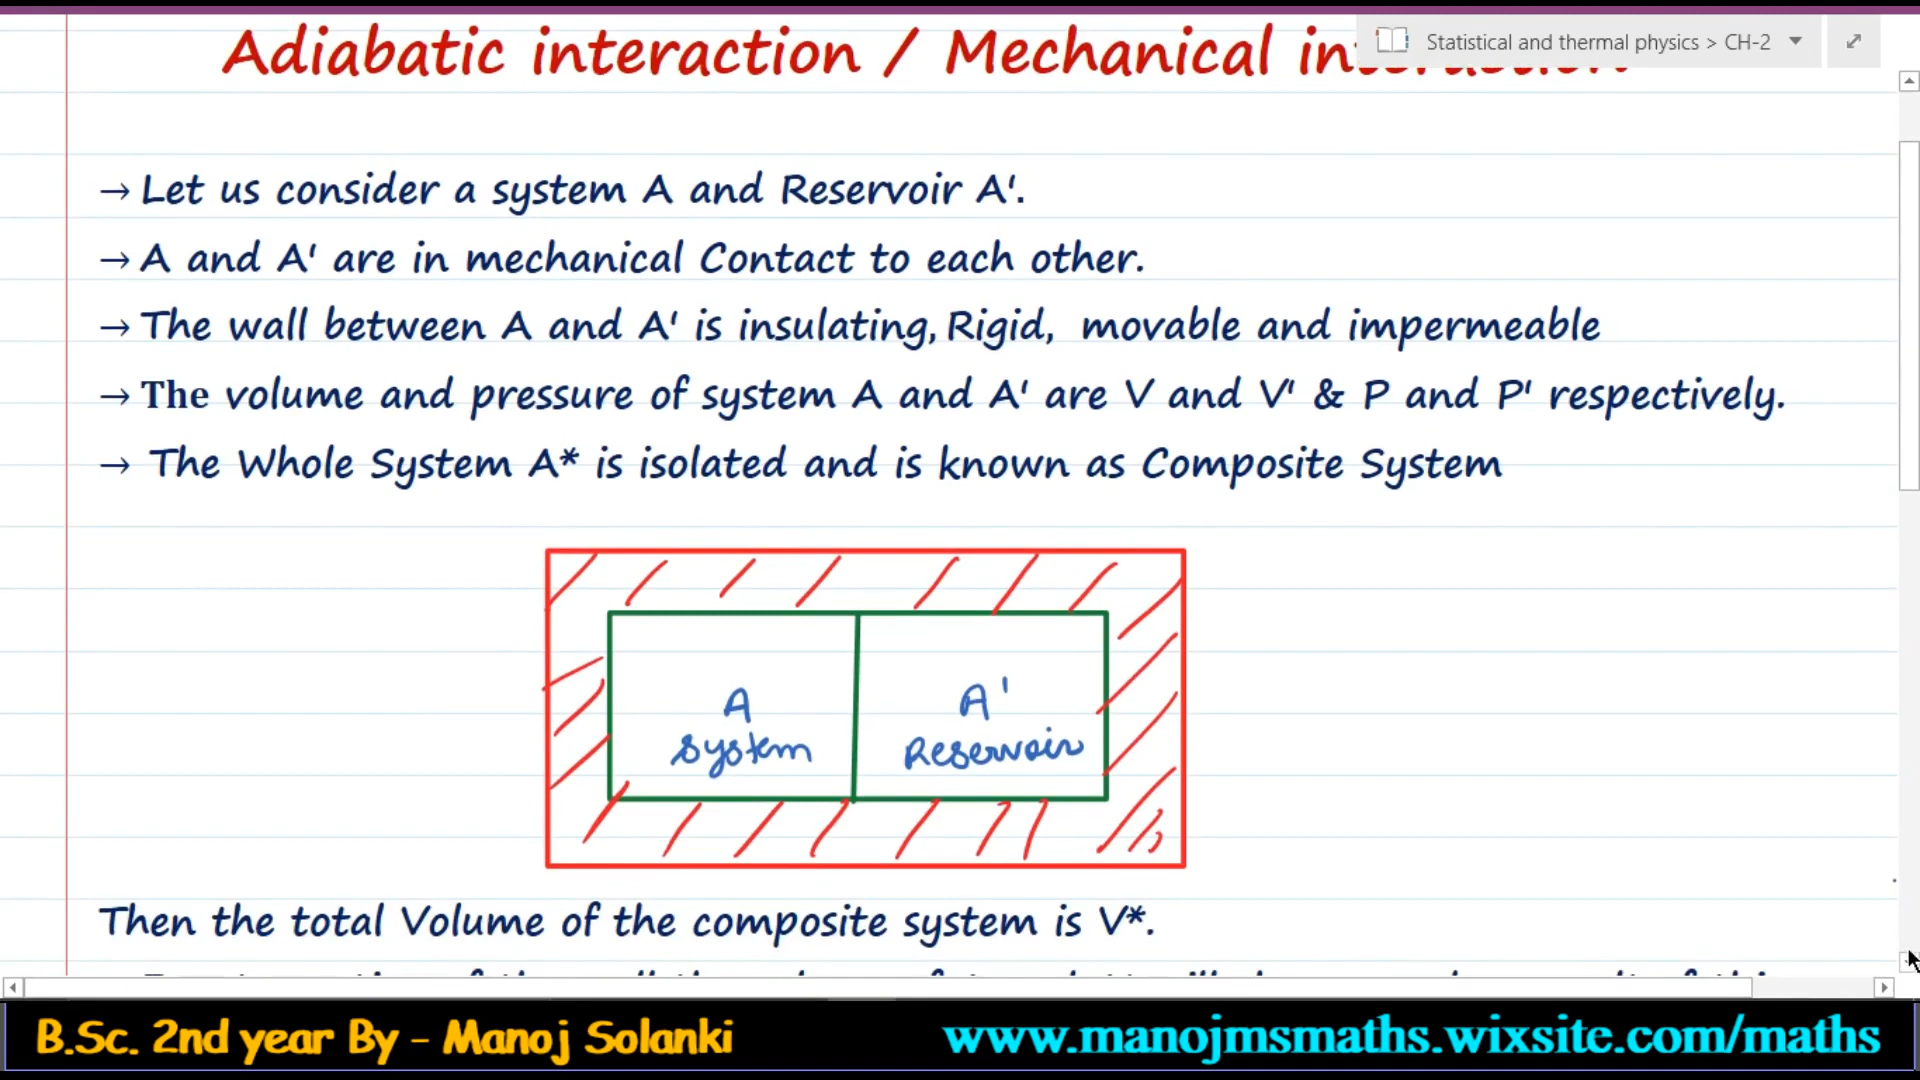 Adiabatic interaction / Mechanical interaction
Statistical and thermal physics > CH-2
→ Let us consider a system A and Reservoir A'.
→ A and A' are in mechanical Contact to each other.
→ The wall between A and A' is insulating, Rigid, movable and impermeable
→ The volume and pressure of system A and A' are V and V' & P and P' respectively.
→ The Whole System A* is isolated and is known as Composite System
A
system
A'
Reservoir
Then the total Volume of the composite system is V*.
B.Sc. 2nd year By - Manoj Solanki
www.manojmsmaths.wixsite.com/maths